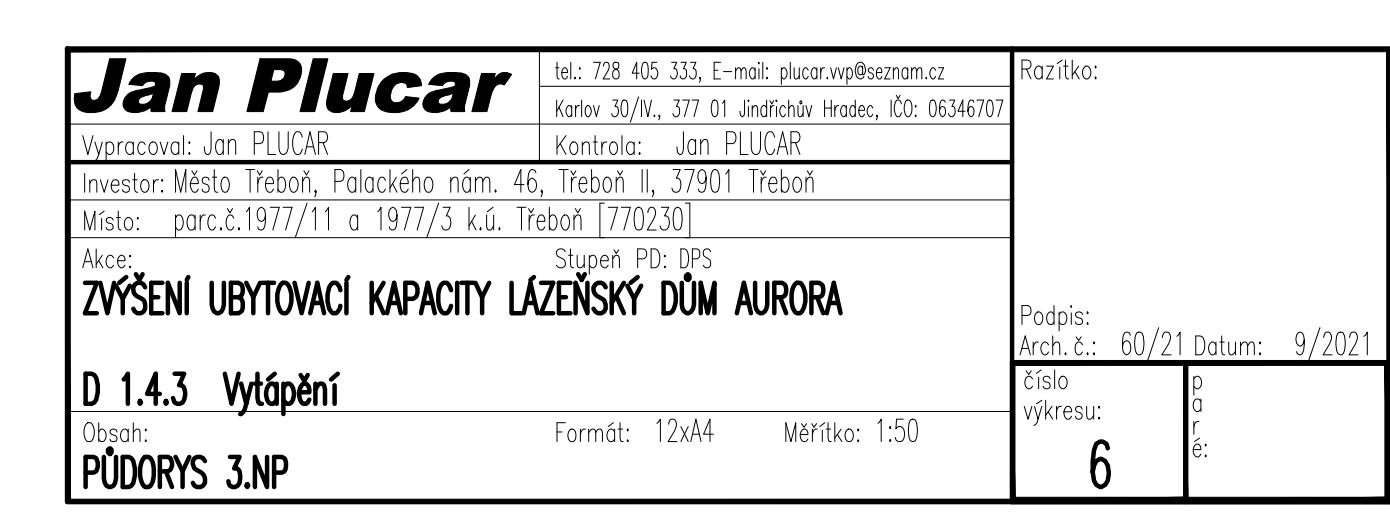 Jan Plucar
tel.: 728 405 333, E-mail: plucar.vvp@seznam.cz
Karlov 30/IV., 377 01 Jindřichův Hradec, IČO: 06346707
Vypracoval: Jan PLUCAR
Kontrola: Jan PLUCAR
Investor: Město Třeboň, Palackého nám. 46, Třeboň II, 37901 Třeboň
Místo: parc.č.1977/11 a 1977/3 k.ú. Třeboň [770230]
Akce:
Stupeň PD: DPS
ZVÝŠENÍ UBYTOVACÍ KAPACITY LÁZEŇSKÝ DŮM AURORA
D 1.4.3 Vytápění
Obsah:
Formát: 12xA4 Měřítko: 1:50
PŮDORYS 3.NP
Razítko:
Podpis:
Arch. č.: 60/21 Datum: 9/2021
číslo
výkresu:
6
p
a
r
é: